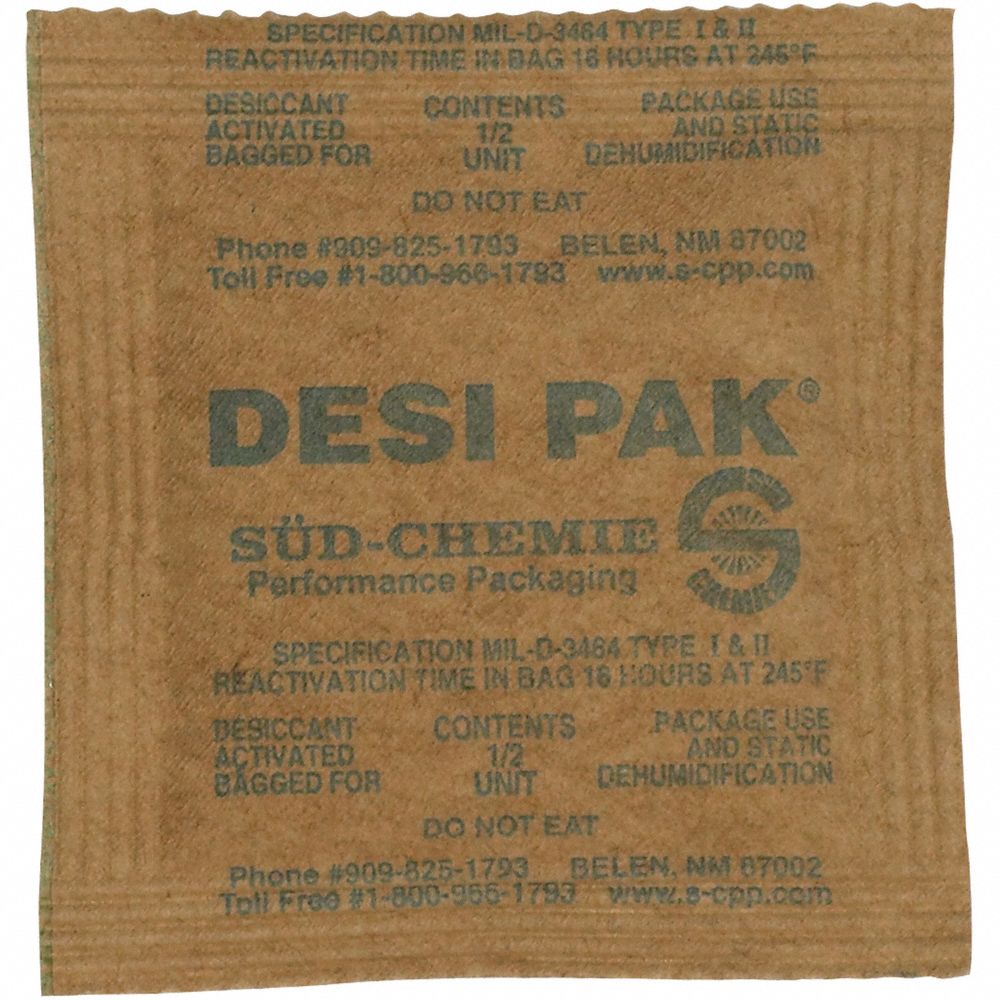 SPECIFICATION MIL-D-3464 TYPE I & II
REACTIVATION TIME IN BAG 16 HOURS AT 245°F
DESICCANT CONTENTS PACKAGE USE
ACTIVATED 1/2 AND STATIC
BAGGED FOR UNIT DEHUMIDIFICATION
DO NOT EAT
Phone #909-825-1793 BELEN, NM 87002
Toll Free #1-800-966-1793 www.s-cpp.com
DESI PAK®
SÜD-CHEMIE S
Performance Packaging CHEMIE
SPECIFICATION MIL-D-3464 TYPE I & II
REACTIVATION TIME IN BAG 16 HOURS AT 245°F
DESICCANT CONTENTS PACKAGE USE
ACTIVATED 1/2 AND STATIC
BAGGED FOR UNIT DEHUMIDIFICATION
DO NOT EAT
Phone #909-825-1793 BELEN, NM 87002
Toll Free #1-800-966-1793 www.s-cpp.com